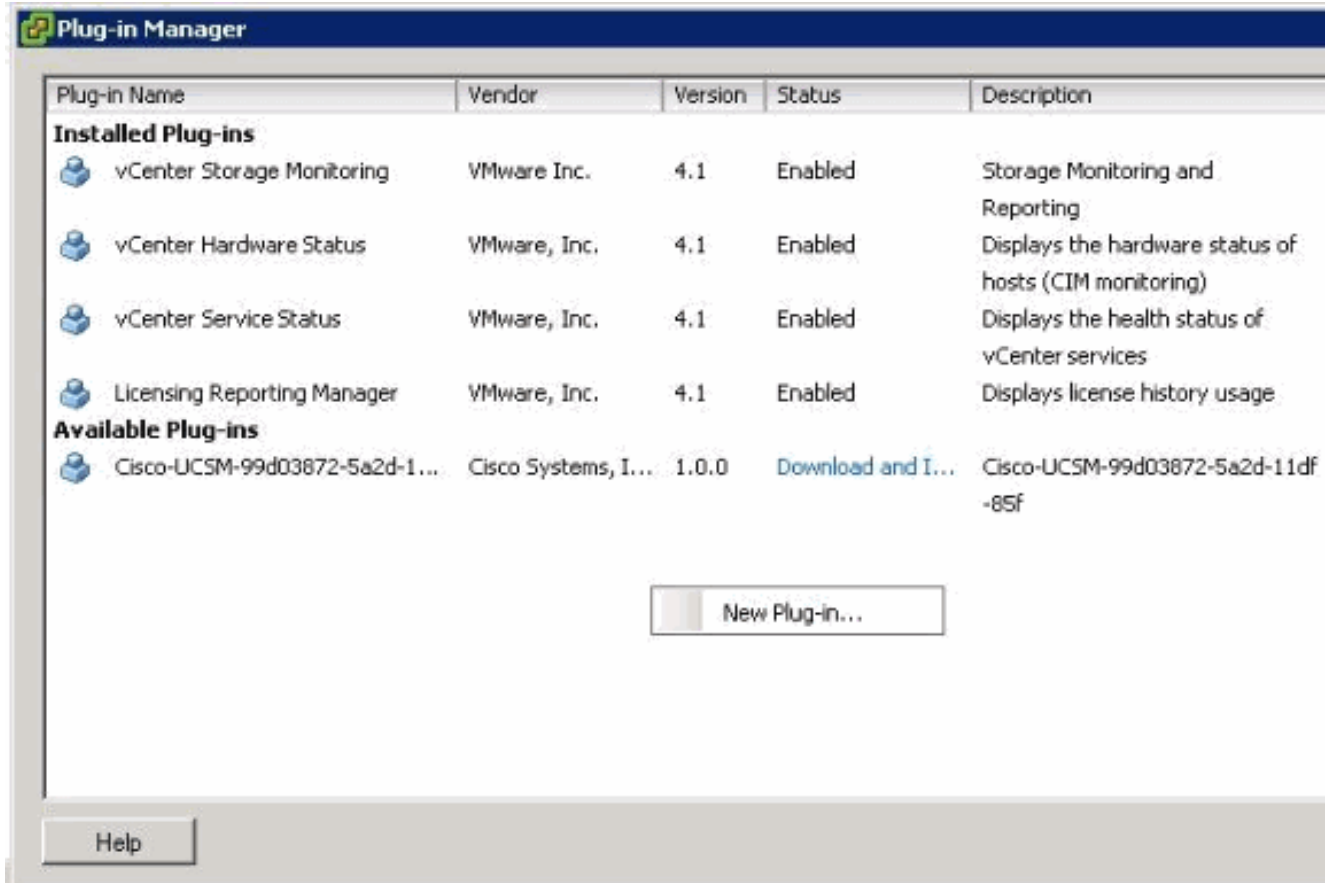 Plug-in Manager
Plug-in Name Vendor Version Status Description
Installed Plug-ins
vCenter Storage Monitoring VMware Inc. 4.1 Enabled Storage Monitoring and
Reporting
vCenter Hardware Status VMware, Inc. 4.1 Enabled Displays the hardware status of
hosts (CIM monitoring)
vCenter Service Status VMware, Inc. 4.1 Enabled Displays the health status of
vCenter services
Licensing Reporting Manager VMware, Inc. 4.1 Enabled Displays license history usage
Available Plug-ins
Cisco-UCSM-99d03872-5a2d-1... Cisco Systems, I... 1.0.0 Download and I... Cisco-UCSM-99d03872-5a2d-11df
-85f
New Plug-in...
Help